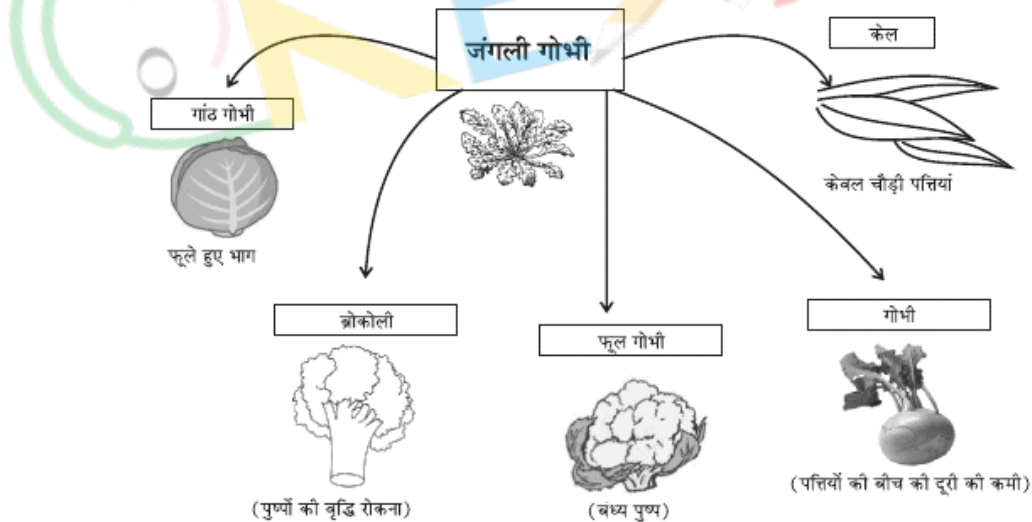 जंगली गोभी
केल
केवल चौड़ी पत्तियां
गांठ गोभी
फूले हुए भाग
ब्रोकोली
(पुष्पों की वृद्धि रोकना)
फूल गोभी
(बंध्य पुष्प)
गोभी
(पत्तियों की बीच की दूरी की कमी)